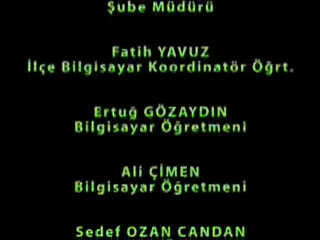 Şube Müdürü
Fatih YAVUZ
İlçe Bilgisayar Koordinatör Öğrt.
Ertuğ GÖZAYDIN
Bilgisayar Öğretmeni
Ali ÇİMEN
Bilgisayar Öğretmeni
Sedef OZAN CANDAN